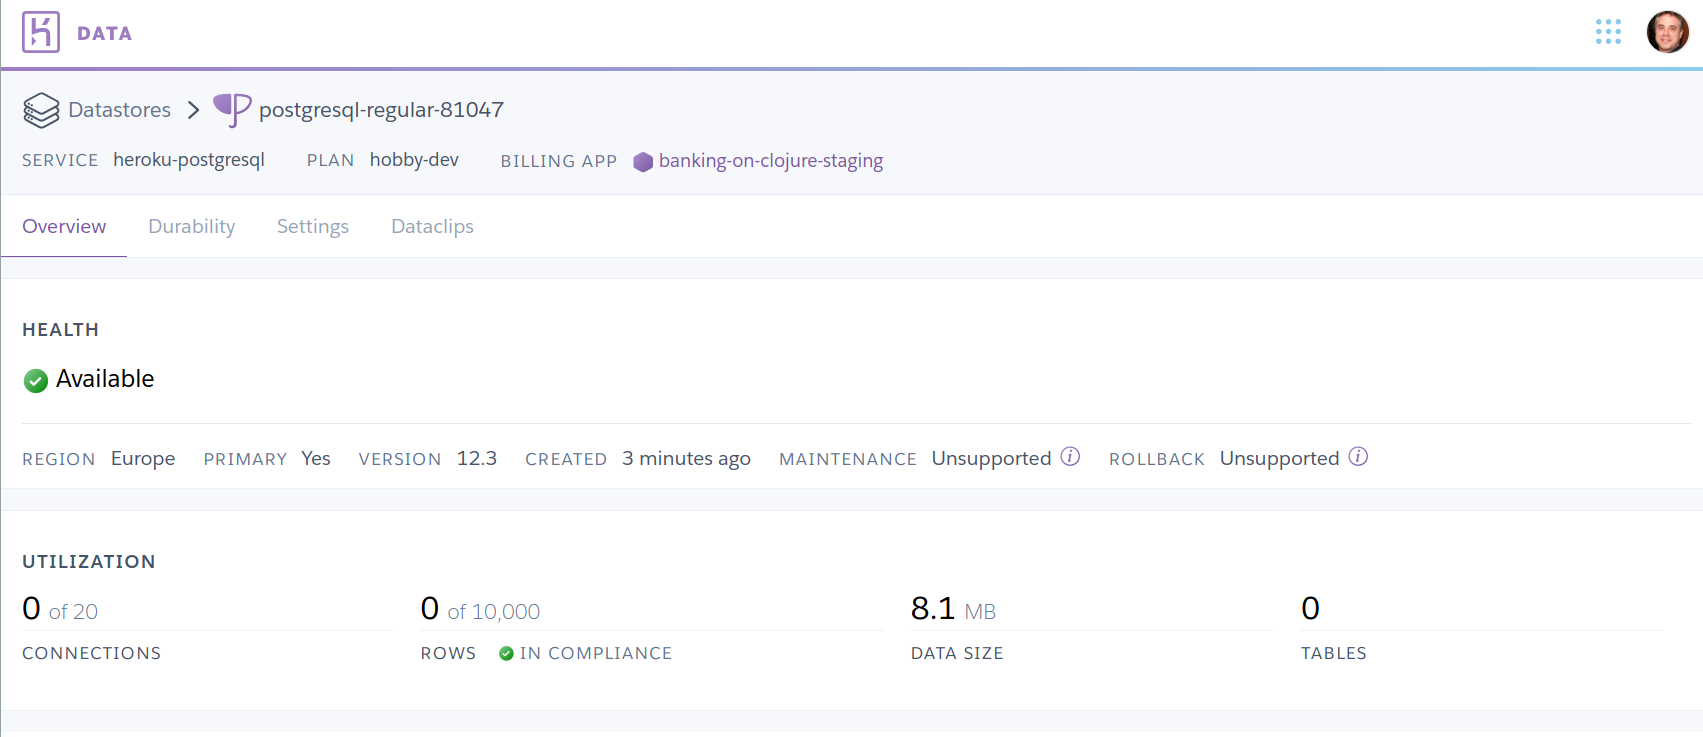 DATA
Datastores postgresql-regular-81047
SERVICE heroku-postgresql PLAN hobby-dev BILLING APP banking-on-clojure-staging
Overview Durability Settings Dataclips
HEALTH
Available
REGION Europe PRIMARY Yes VERSION 12.3 CREATED 3 minutes ago MAINTENANCE Unsupported ROLLBACK Unsupported
UTILIZATION
0 of 20 0 of 10,000 8.1 MB 0
CONNECTIONS ROWS IN COMPLIANCE DATA SIZE TABLES